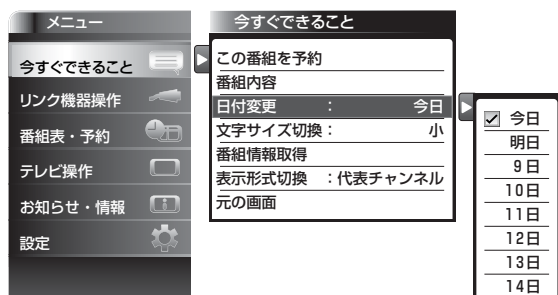 メニュー
今すぐできること
リンク機器操作
番組表・予約
テレビ操作
お知らせ・情報
設定
今すぐできること
この番組を予約
番組内容
日付変更 : 今日
文字サイズ切換 : 小
番組情報取得
表示形式切換 : 代表チャンネル
元の画面
今日
明日
9日
10日
11日
12日
13日
14日